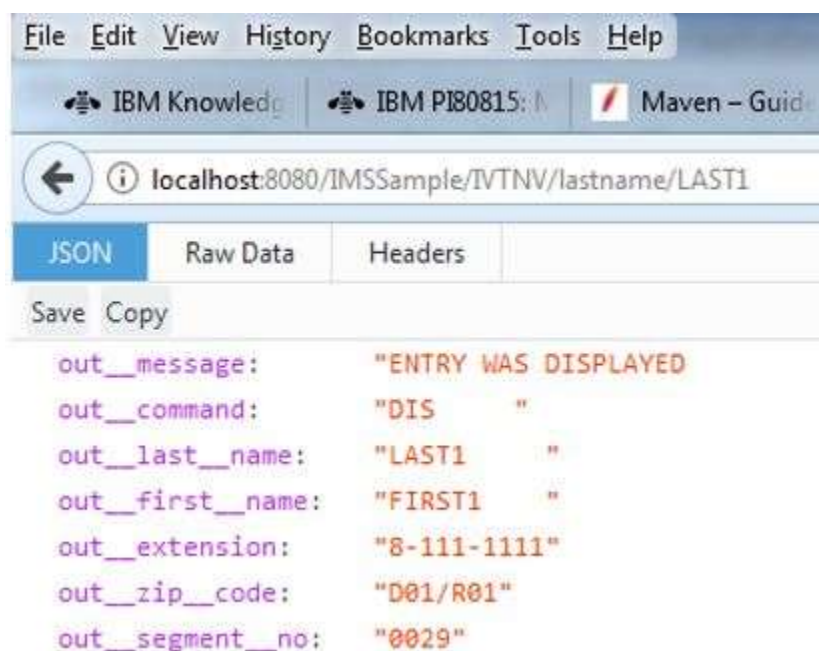 File Edit View History Bookmarks Tools Help
IBM Knowledg IBM PI80815: Maven – Guide
localhost:8080/IMSSample/IVTNV/lastname/LAST1
JSON Raw Data Headers
Save Copy
out__message: "ENTRY WAS DISPLAYED
out__command: "DIS "
out__last__name: "LAST1 "
out__first__name: "FIRST1 "
out__extension: "8-111-1111"
out__zip__code: "D01/R01"
out__segment__no: "0029"